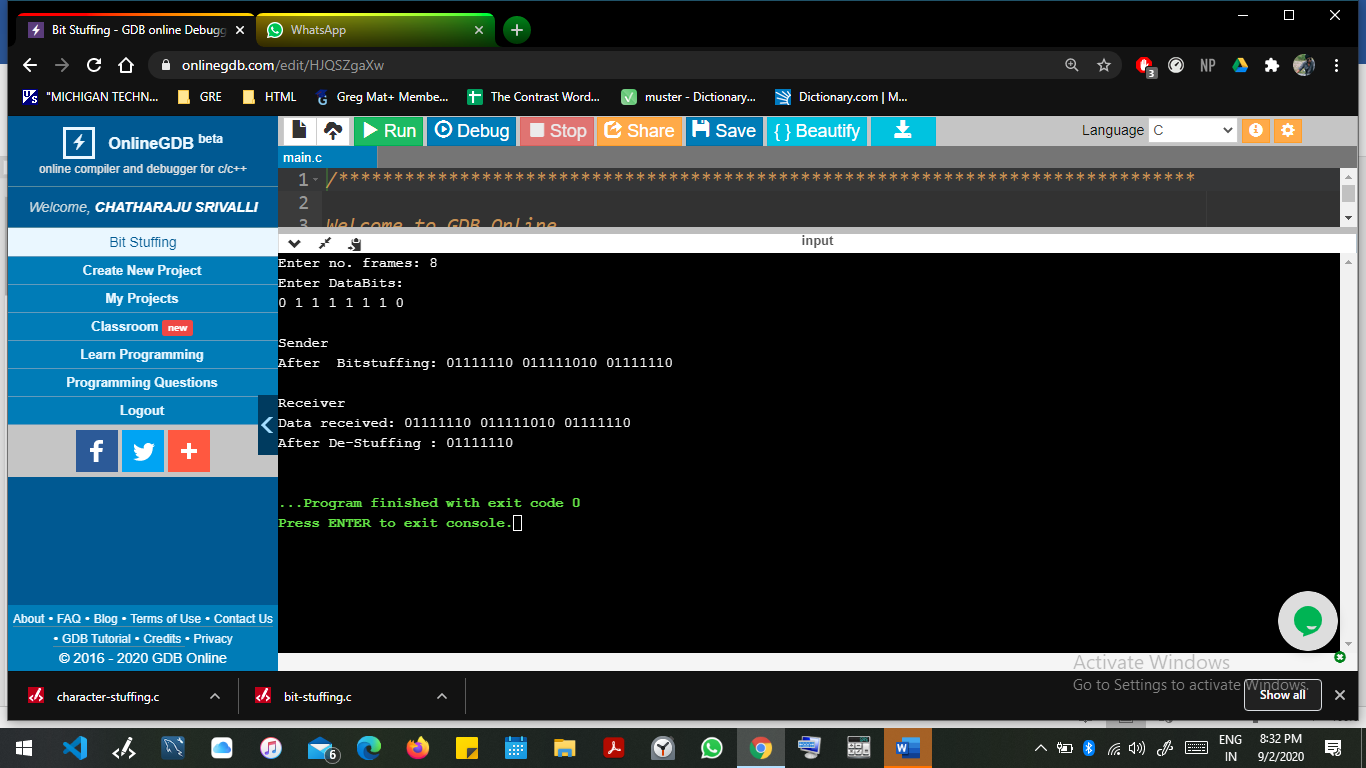 Bit Stuffing - GDB online Debugg
WhatsApp
onlinegdb.com/edit/HJQSZgaXw
3
NP
"MICHIGAN TECHN...
GRE
HTML
Greg Mat+ Membe...
The Contrast Word...
muster - Dictionary...
Dictionary.com | M...
OnlineGDB beta
online compiler and debugger for c/c++
Welcome, CHATHARAJU SRIVALLI
Bit Stuffing
Create New Project
My Projects
Classroom new
Learn Programming
Programming Questions
Logout
About • FAQ • Blog • Terms of Use • Contact Us
• GDB Tutorial • Credits • Privacy
© 2016 - 2020 GDB Online
Run
Debug
Stop
Share
Save
{ } Beautify
Language C
main.c
1 /******************************************************************************
2
3 Welcome to GDB Online
input
Enter no. frames: 8
Enter DataBits:
0 1 1 1 1 1 1 0
Sender
After  Bitstuffing: 01111110 011111010 01111110
Receiver
Data received: 01111110 011111010 01111110
After De-Stuffing : 01111110
...Program finished with exit code 0
Press ENTER to exit console.
Activate Windows
Go to Settings to activate Windows.
character-stuffing.c
bit-stuffing.c
Show all
6
ENG
IN
8:32 PM
9/2/2020